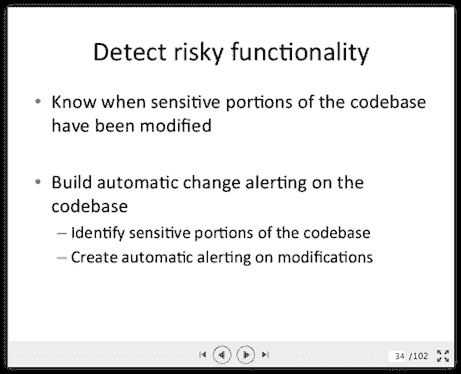 Detect risky functionality
• Know when sensitive portions of the codebase
have been modified
• Build automatic change alerting on the
codebase
– Identify sensitive portions of the codebase
– Create automatic alerting on modifications
34 /102